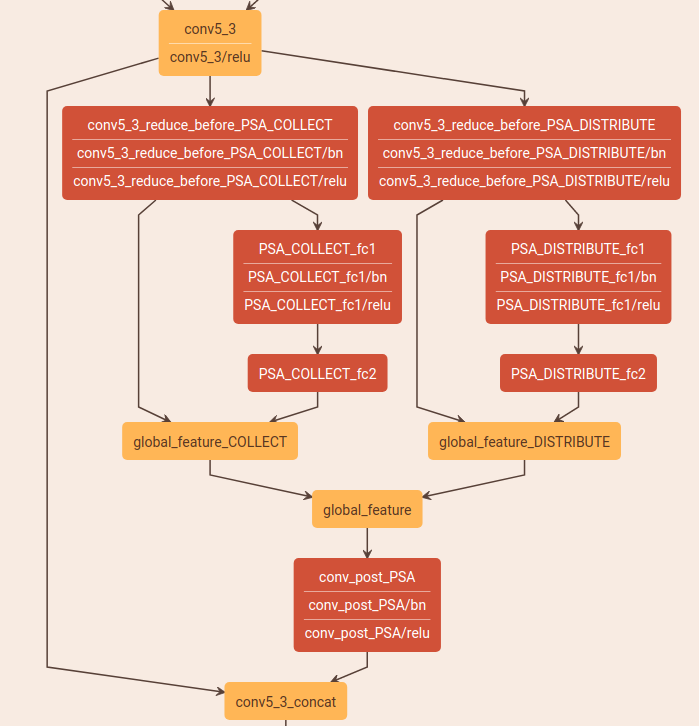 conv5_3
conv5_3/relu
conv5_3_reduce_before_PSA_COLLECT
conv5_3_reduce_before_PSA_COLLECT/bn
conv5_3_reduce_before_PSA_COLLECT/relu
conv5_3_reduce_before_PSA_DISTRIBUTE
conv5_3_reduce_before_PSA_DISTRIBUTE/bn
conv5_3_reduce_before_PSA_DISTRIBUTE/relu
PSA_COLLECT_fc1
PSA_COLLECT_fc1/bn
PSA_COLLECT_fc1/relu
PSA_DISTRIBUTE_fc1
PSA_DISTRIBUTE_fc1/bn
PSA_DISTRIBUTE_fc1/relu
PSA_COLLECT_fc2
PSA_DISTRIBUTE_fc2
global_feature_COLLECT
global_feature_DISTRIBUTE
global_feature
conv_post_PSA
conv_post_PSA/bn
conv_post_PSA/relu
conv5_3_concat